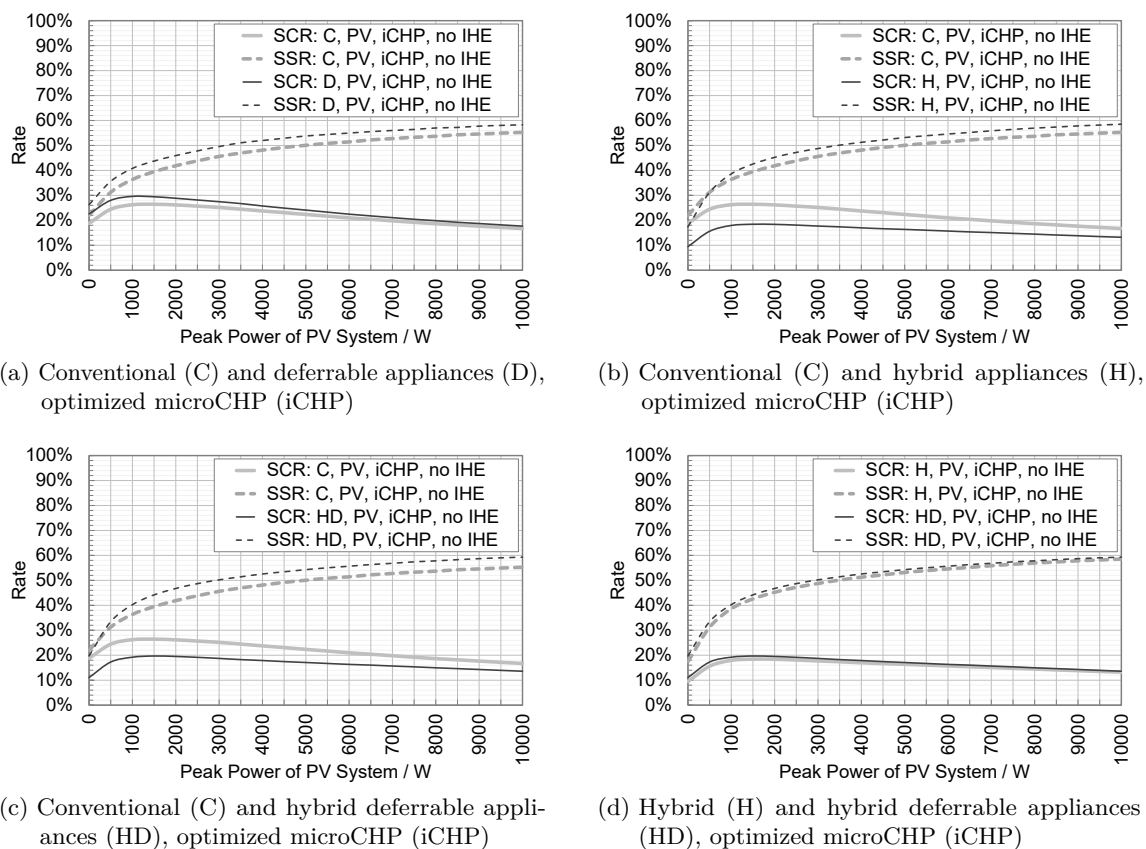 100%
90%
80%
70%
60%
50%
40%
30%
20%
10%
0%
Rate
SCR: C, PV, iCHP, no IHE
SSR: C, PV, iCHP, no IHE
SCR: D, PV, iCHP, no IHE
SSR: D, PV, iCHP, no IHE
0
1000
2000
3000
4000
5000
6000
7000
8000
9000
10000
Peak Power of PV System / W
(a) Conventional (C) and deferrable appliances (D),
optimized microCHP (iCHP)
100%
90%
80%
70%
60%
50%
40%
30%
20%
10%
0%
Rate
SCR: C, PV, iCHP, no IHE
SSR: C, PV, iCHP, no IHE
SCR: H, PV, iCHP, no IHE
SSR: H, PV, iCHP, no IHE
0
1000
2000
3000
4000
5000
6000
7000
8000
9000
10000
Peak Power of PV System / W
(b) Conventional (C) and hybrid appliances (H),
optimized microCHP (iCHP)
100%
90%
80%
70%
60%
50%
40%
30%
20%
10%
0%
Rate
SCR: C, PV, iCHP, no IHE
SSR: C, PV, iCHP, no IHE
SCR: HD, PV, iCHP, no IHE
SSR: HD, PV, iCHP, no IHE
0
1000
2000
3000
4000
5000
6000
7000
8000
9000
10000
Peak Power of PV System / W
(c) Conventional (C) and hybrid deferrable appli-
ances (HD), optimized microCHP (iCHP)
100%
90%
80%
70%
60%
50%
40%
30%
20%
10%
0%
Rate
SCR: H, PV, iCHP, no IHE
SSR: H, PV, iCHP, no IHE
SCR: HD, PV, iCHP, no IHE
SSR: HD, PV, iCHP, no IHE
0
1000
2000
3000
4000
5000
6000
7000
8000
9000
10000
Peak Power of PV System / W
(d) Hybrid (H) and hybrid deferrable appliances
(HD), optimized microCHP (iCHP)